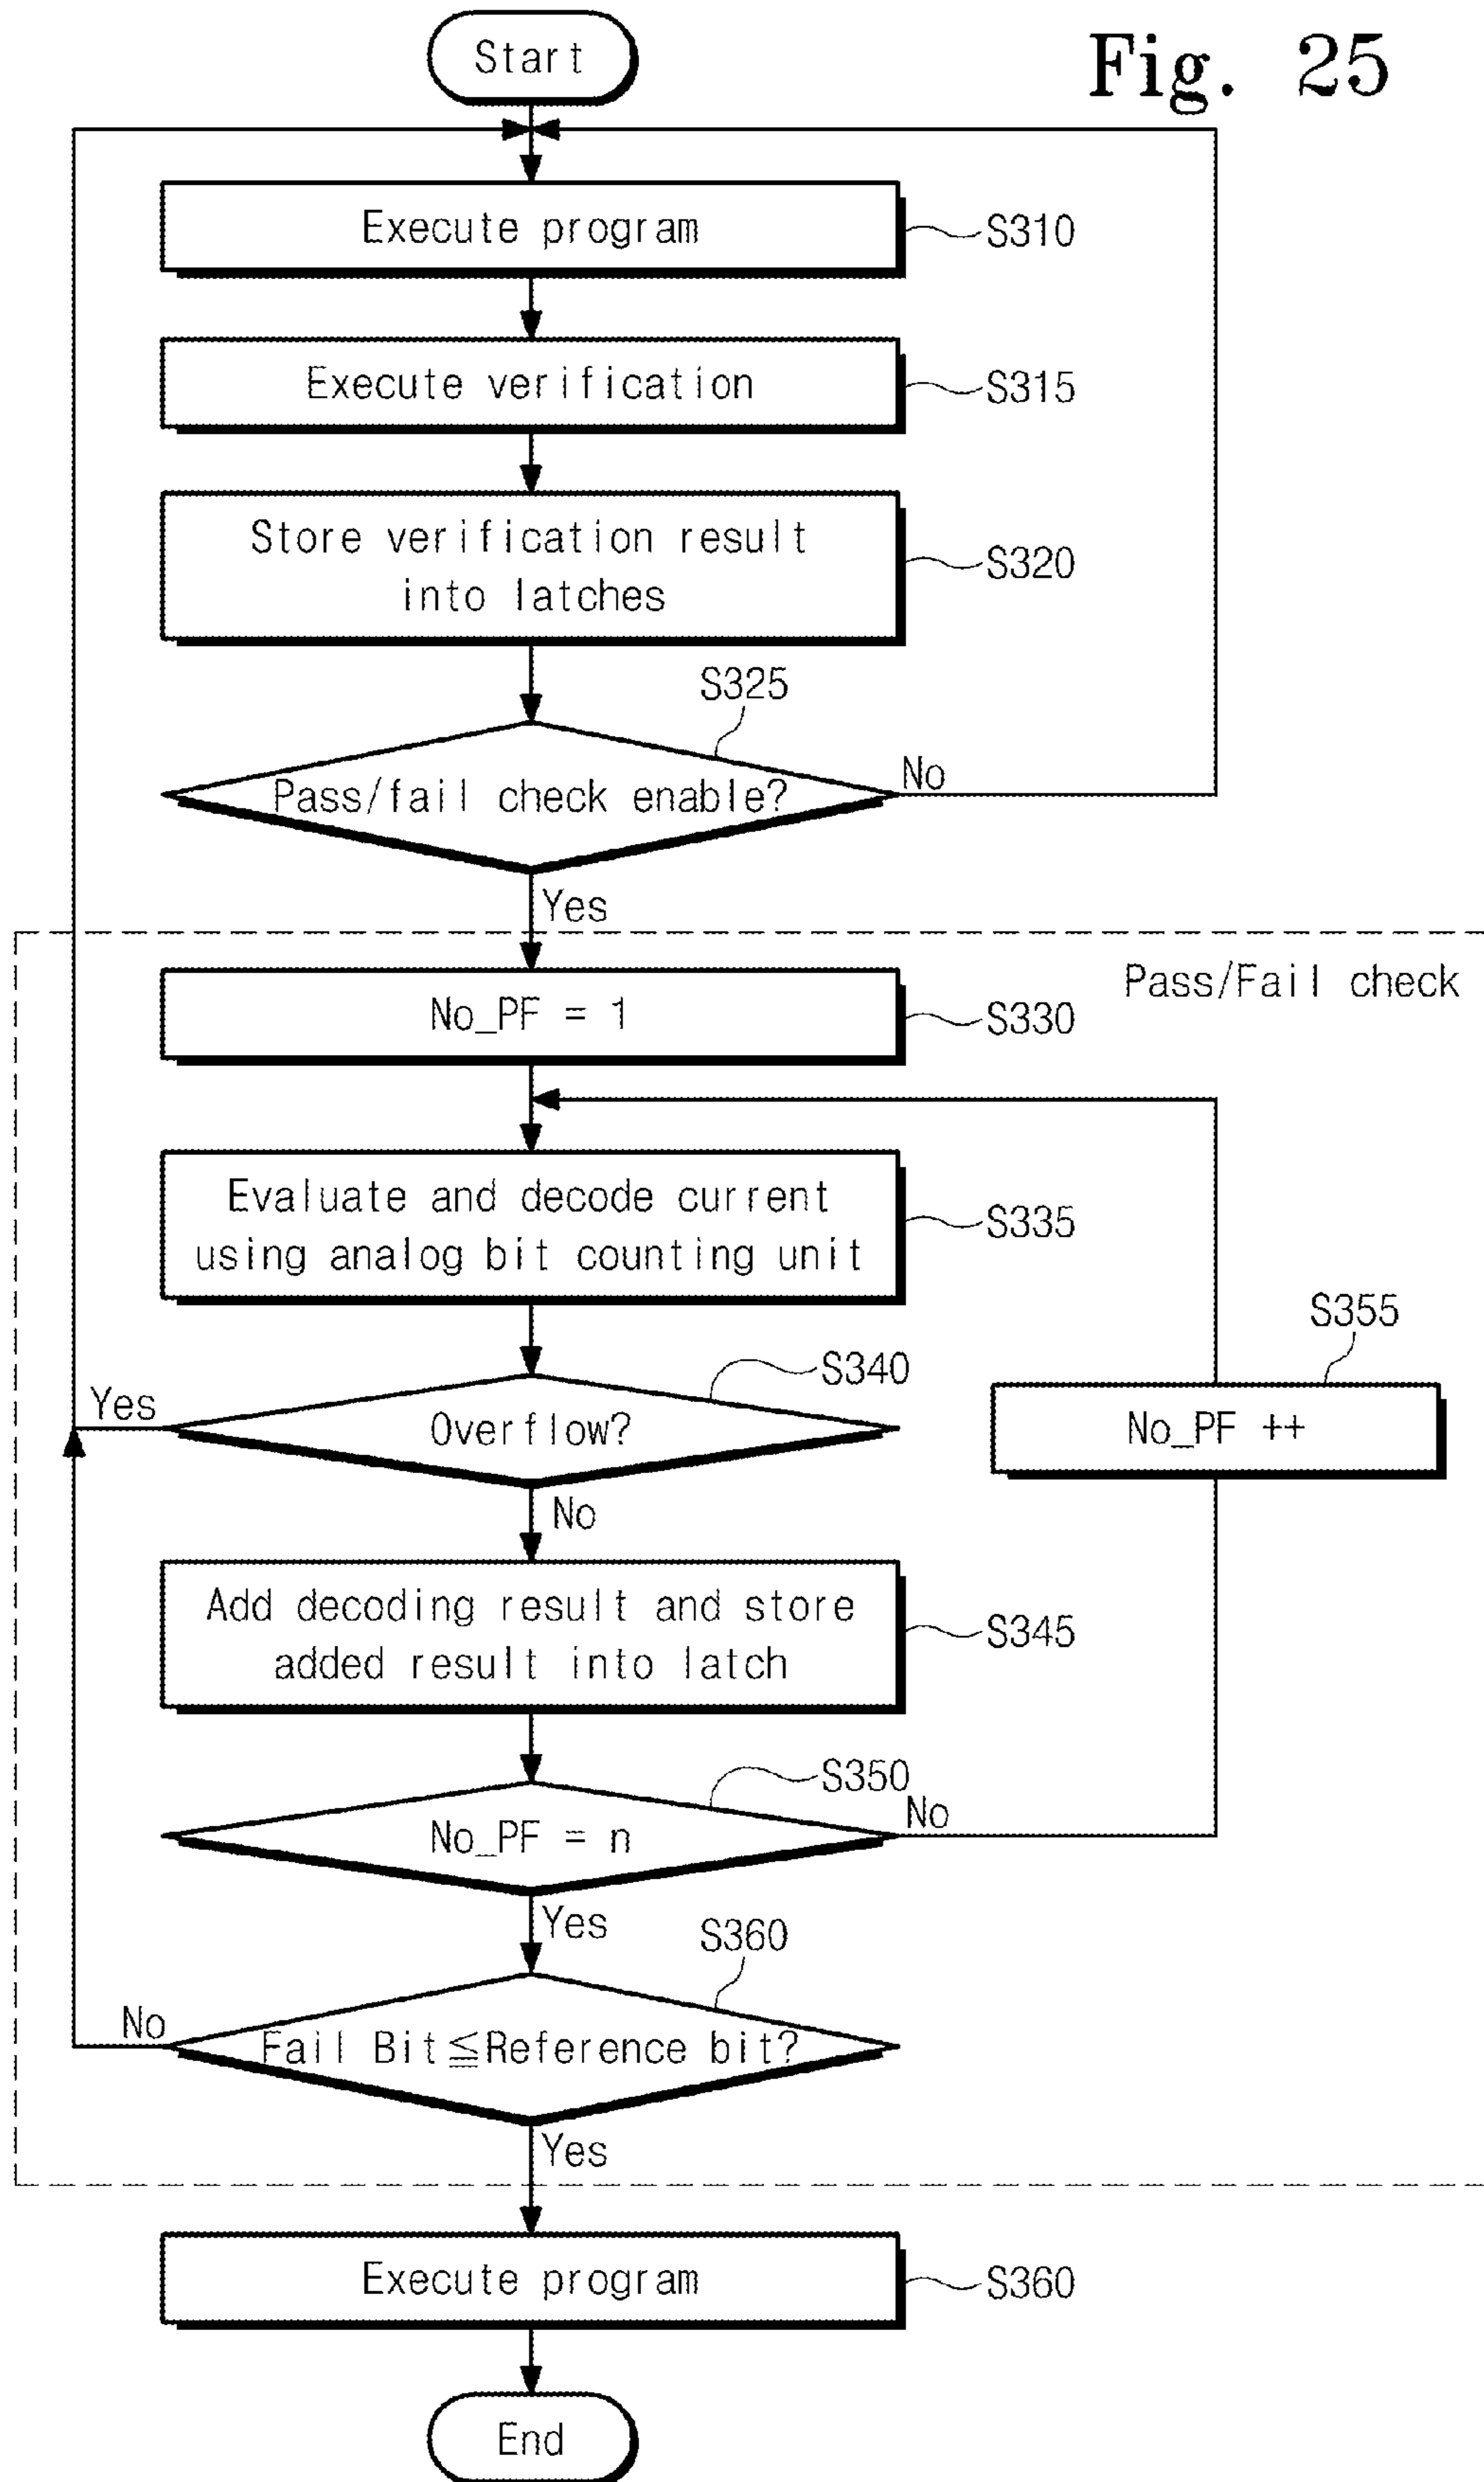 Fig. 25
Start
Execute program
S310
Execute verification
S315
Store verification result
into latches
S320
S325
Pass/fail check enable?
No
Yes
Pass/Fail check
No_PF = 1
S330
Evaluate and decode current
using analog bit counting unit
S335
S355
No_PF ++
S340
Overflow?
Yes
No
Add decoding result and store
added result into latch
S345
S350
No_PF = n
No
Yes
S360
Fail Bit≦Reference bit?
No
Yes
Execute program
S360
End